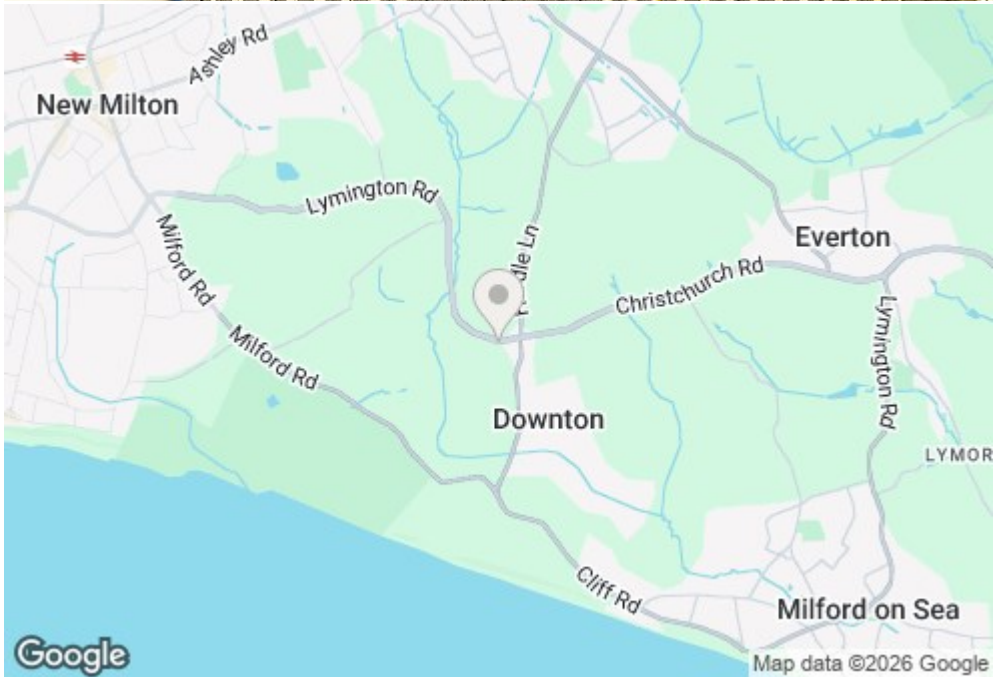 Ashley Rd
New Milton
Lymington Rd
Milford Rd
Ln
Everton
Christchurch Rd
Milford Rd
Lymington Rd
Downton
LYMOR
Cliff Rd
Milford on Sea
Google
Map data ©2026 Google